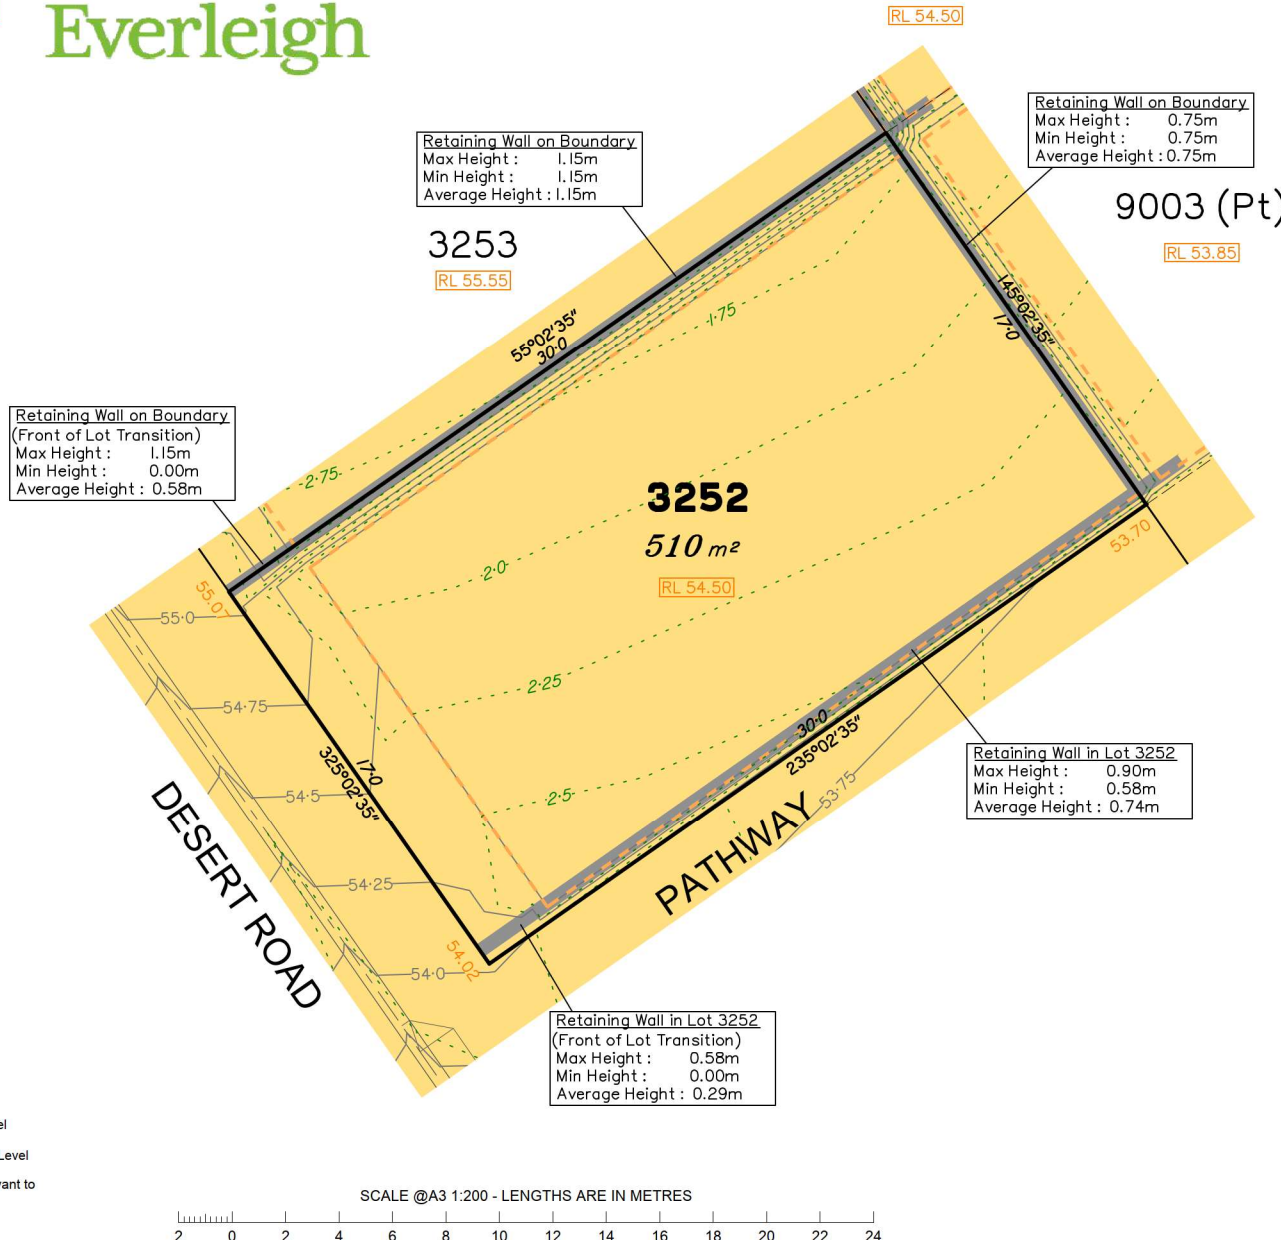 Everleigh
RL 54.50
Retaining Wall on Boundary
Max Height : 0.75m
Min Height : 0.75m
Average Height : 0.75m
Retaining Wall on Boundary
Max Height : 1.15m
Min Height : 1.15m
Average Height : 1.15m
9003 (Pt)
RL 53.85
3253
RL 55.55
145°02'35"
17·0
1·75
55°02'35"
30·0
Retaining Wall on Boundary
(Front of Lot Transition)
Max Height : 1.15m
Min Height : 0.00m
Average Height : 0.58m
2·75
3252
510 m²
RL 54.50
53.70
2·0
55.07
55·0
2·25
54·75
30·0
235°02'35"
Retaining Wall in Lot 3252
Max Height : 0.90m
Min Height : 0.58m
Average Height : 0.74m
17·0
325°02'35"
53·75
54·5
2·5
DESERT ROAD
PATHWAY
54·25
54.02
54·0
Retaining Wall in Lot 3252
(Front of Lot Transition)
Max Height : 0.58m
Min Height : 0.00m
Average Height : 0.29m
Level
SCALE @A3 1:200 - LENGTHS ARE IN METRES
2 0 2 4 6 8 10 12 14 16 18 20 22 24